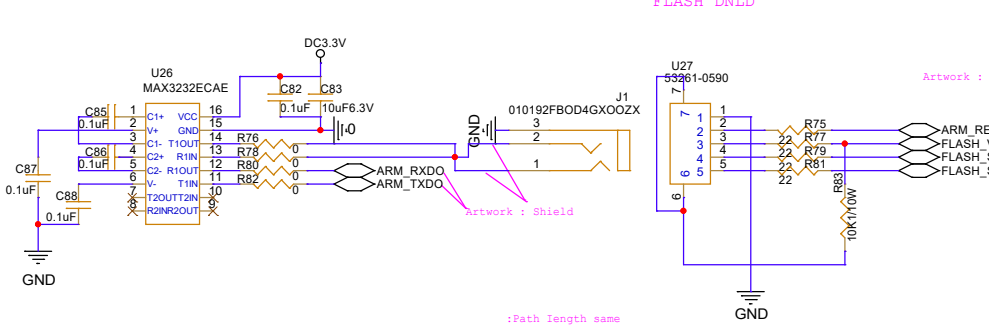 FLASH DNLD
DC3.3V
U26
MAX3232ECAE
C82
0.1uF
C83
10uF6.3V
C85
0.1uF
1 C1+ VCC 16
2 V+ GND 15
3 C1- T1OUT 14
4 C2+ R1IN 13
5 C2- R1OUT 12
6 V- T1IN 11
7 T2OUT T2IN 10
8 R2IN R2OUT 9
C86
0.1uF
C87
0.1uF
C88
0.1uF
GND
R76 0
R78 0
R80 0
R82 0
ARM_RXDO
ARM_TXDO
GND
J1
010192FBOD4GXOOZX
3
2
1
Artwork : Shield
:Path length same
U27
53261-0590
7
7
1 1
2 2
3 3
4 4
5 5
6
6
GND
R75
R77 22
R79 22
R81 22
R83
10K1/10W
Artwork :
ARM_RE
FLASH_
FLASH_S
FLASH_S